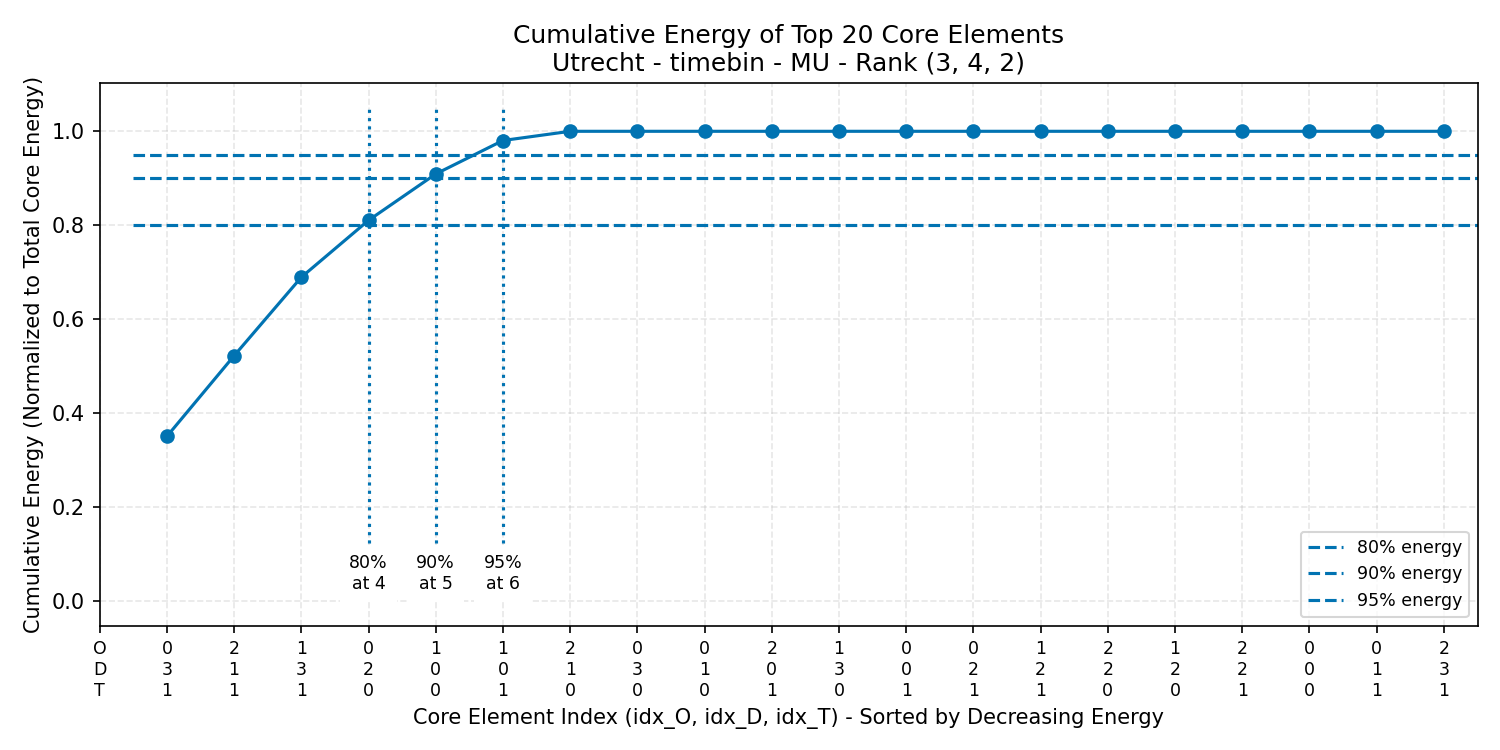 Cumulative Energy of Top 20 Core Elements
Utrecht - timebin - MU - Rank (3, 4, 2)
Cumulative Energy (Normalized to Total Core Energy)
1.0
0.8
0.6
0.4
0.2
0.0
80% 90% 95%
at 4 at 5 at 6
80% energy
90% energy
95% energy
O 0 2 1 0 1 1 2 0 0 2 1 0 0 1 2 1 2 0 0 2
D 3 1 3 2 0 0 1 3 1 0 3 0 2 2 2 2 2 0 1 3
T 1 1 1 0 0 1 0 0 0 1 0 1 1 1 0 0 1 0 1 1
Core Element Index (idx_O, idx_D, idx_T) - Sorted by Decreasing Energy